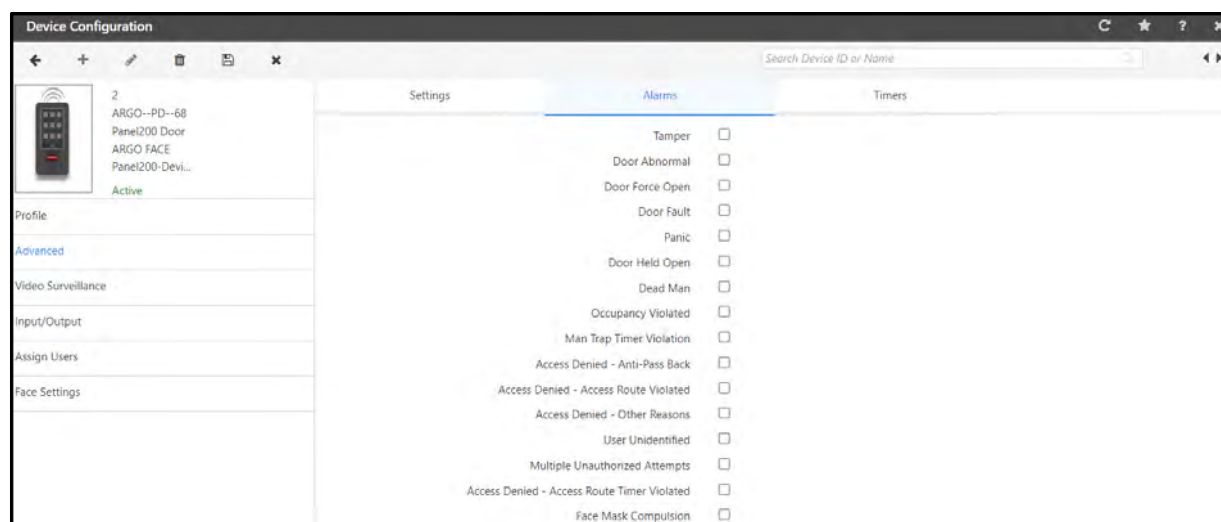 Device Configuration
Search Device ID or Name
2
ARGO--PD--68
Panel200 Door
ARGO FACE
Panel200-Devi...
Active
Profile
Advanced
Video Surveillance
Input/Output
Assign Users
Face Settings
Settings Alarms Timers
Tamper
Door Abnormal
Door Force Open
Door Fault
Panic
Door Held Open
Dead Man
Occupancy Violated
Man Trap Timer Violation
Access Denied - Anti-Pass Back
Access Denied - Access Route Violated
Access Denied - Other Reasons
User Unidentified
Multiple Unauthorized Attempts
Access Denied - Access Route Timer Violated
Face Mask Compulsion